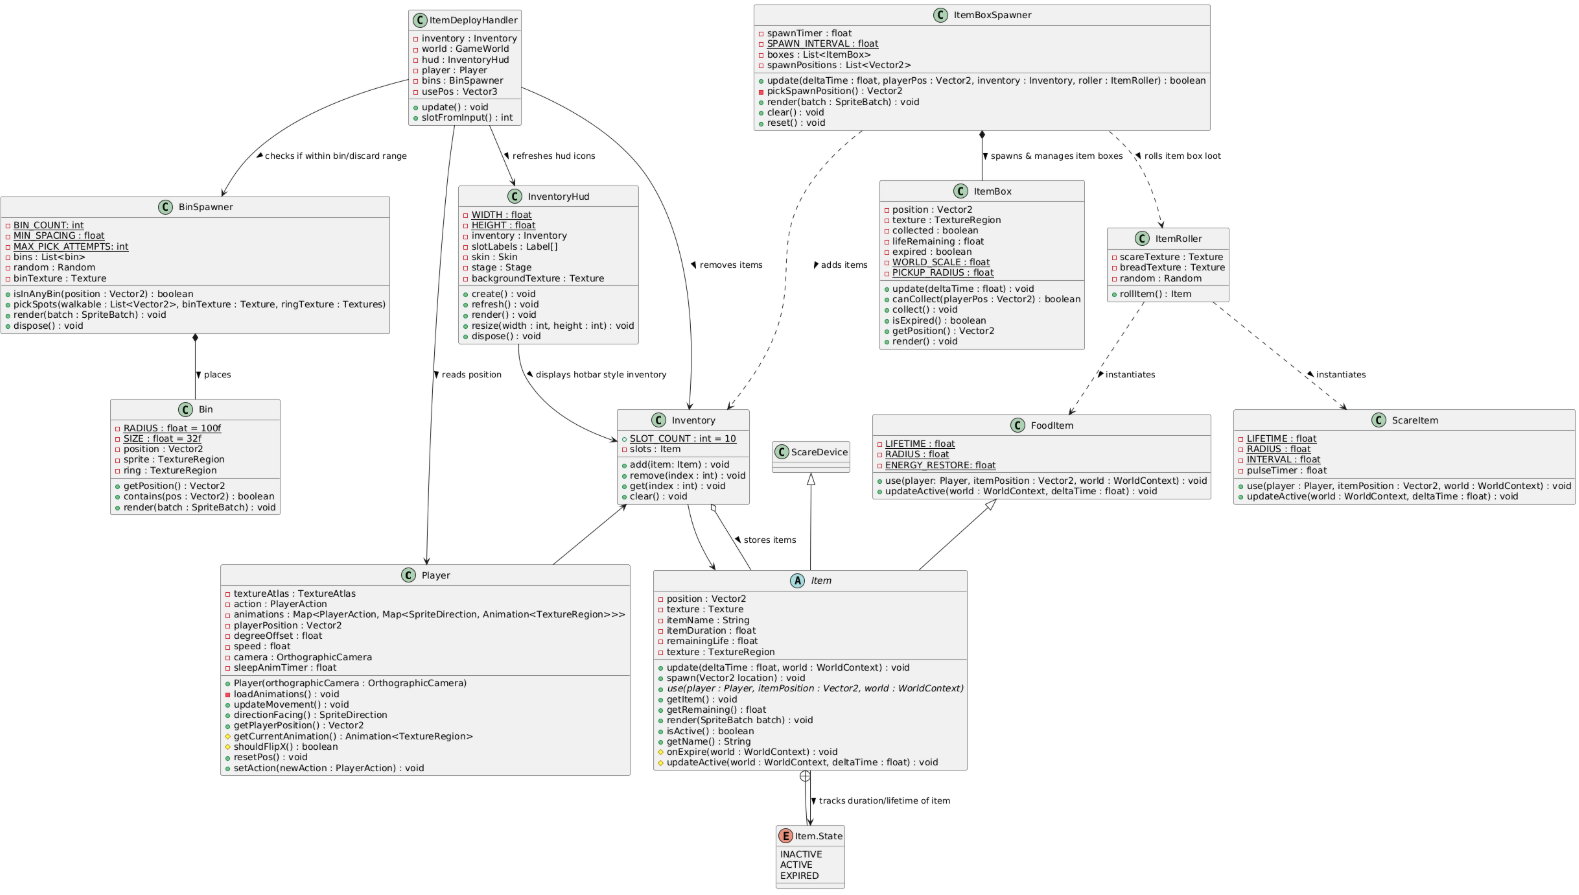 C ItemDeployHandler
inventory : Inventory
world : GameWorld
hud : InventoryHud
player : Player
bins : BinSpawner
usePos : Vector3
update() : void
slotFromInput() : int
C ItemBoxSpawner
spawnTimer : float
SPAWN_INTERVAL : float
boxes : List<ItemBox>
spawnPositions : List<Vector2>
update(deltaTime : float, playerPos : Vector2, inventory : Inventory, roller : ItemRoller) : boolean
pickSpawnPosition() : Vector2
render(batch : SpriteBatch) : void
clear() : void
reset() : void
checks if within bin/discard range
refreshes hud icons
spawns & manages item boxes
rolls item box loot
C BinSpawner
BIN_COUNT: int
MIN_SPACING : float
MAX_PICK_ATTEMPTS: int
bins : List<bin>
random : Random
binTexture : Texture
isInAnyBin(position : Vector2) : boolean
pickSpots(walkable : List<Vector2>, binTexture : Texture, ringTexture : Textures)
render(batch : SpriteBatch) : void
dispose() : void
C InventoryHud
WIDTH : float
HEIGHT : float
inventory : Inventory
slotLabels : Label[]
skin : Skin
stage : Stage
backgroundTexture : Texture
create() : void
refresh() : void
render() : void
resize(width : int, height : int) : void
dispose() : void
removes items
adds items
C ItemBox
position : Vector2
texture : TextureRegion
collected : boolean
lifeRemaining : float
expired : boolean
WORLD_SCALE : float
PICKUP_RADIUS : float
update(deltaTime : float) : void
canCollect(playerPos : Vector2) : boolean
collect() : void
isExpired() : boolean
getPosition() : Vector2
render() : void
C ItemRoller
scareTexture : Texture
breadTexture : Texture
random : Random
rollItem() : Item
places
reads position
displays hotbar style inventory
instantiates
instantiates
C Bin
RADIUS : float = 100f
SIZE : float = 32f
position : Vector2
sprite : TextureRegion
ring : TextureRegion
getPosition() : Vector2
contains(pos : Vector2) : boolean
render(batch : SpriteBatch) : void
C Inventory
SLOT_COUNT : int = 10
slots : Item
add(item: Item) : void
remove(index : int) : void
get(index : int) : void
clear() : void
C ScareDevice
C FoodItem
LIFETIME : float
RADIUS : float
ENERGY_RESTORE: float
use(player: Player, itemPosition : Vector2, world : WorldContext) : void
updateActive(world : WorldContext, deltaTime : float) : void
C ScareItem
LIFETIME : float
RADIUS : float
INTERVAL : float
pulseTimer : float
use(player : Player, itemPosition : Vector2, world : WorldContext) : void
updateActive(world : WorldContext, deltaTime : float) : void
stores items
C Player
textureAtlas : TextureAtlas
action : PlayerAction
animations : Map<PlayerAction, Map<SpriteDirection, Animation<TextureRegion>>>
playerPosition : Vector2
degreeOffset : float
speed : float
camera : OrthographicCamera
sleepAnimTimer : float
Player(orthographicCamera : OrthographicCamera)
loadAnimations() : void
updateMovement() : void
directionFacing() : SpriteDirection
getPlayerPosition() : Vector2
getCurrentAnimation() : Animation<TextureRegion>
shouldFlipX() : boolean
resetPos() : void
setAction(newAction : PlayerAction) : void
A Item
position : Vector2
texture : Texture
itemName : String
itemDuration : float
remainingLife : float
texture : TextureRegion
update(deltaTime : float, world : WorldContext) : void
spawn(Vector2 location) : void
use(player : Player, itemPosition : Vector2, world : WorldContext)
getItem() : void
getRemaining() : float
render(SpriteBatch batch) : void
isActive() : boolean
getName() : String
onExpire(world : WorldContext) : void
updateActive(world : WorldContext, deltaTime : float) : void
tracks duration/lifetime of item
E Item.State
INACTIVE
ACTIVE
EXPIRED